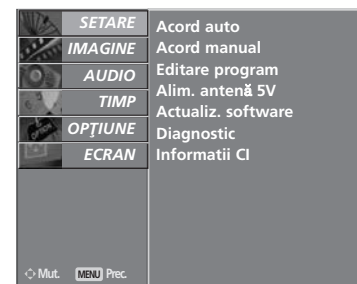 SETARE
IMAGINE
AUDIO
TIMP
OPŢIUNE
ECRAN
Acord auto
Acord manual
Editare program
Alim. antenă 5V
Actualiz. software
Diagnostic
Informatii CI
Mut. MENU Prec.